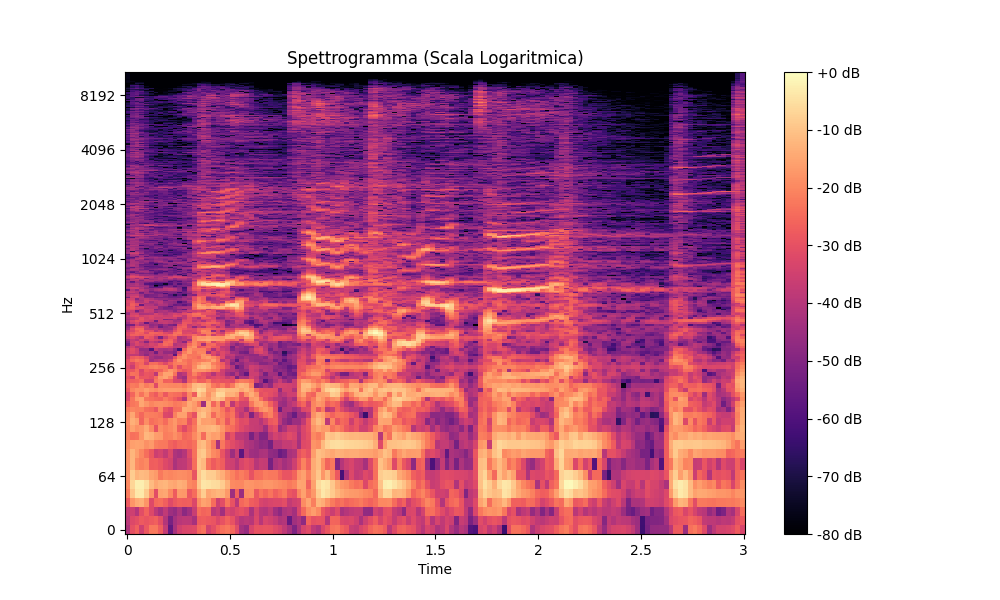 Spettrogramma (Scala Logaritmica)
Hz
8192
4096
2048
1024
512
256
128
64
0
0 0.5 1 1.5 2 2.5 3
Time
+0 dB
-10 dB
-20 dB
-30 dB
-40 dB
-50 dB
-60 dB
-70 dB
-80 dB